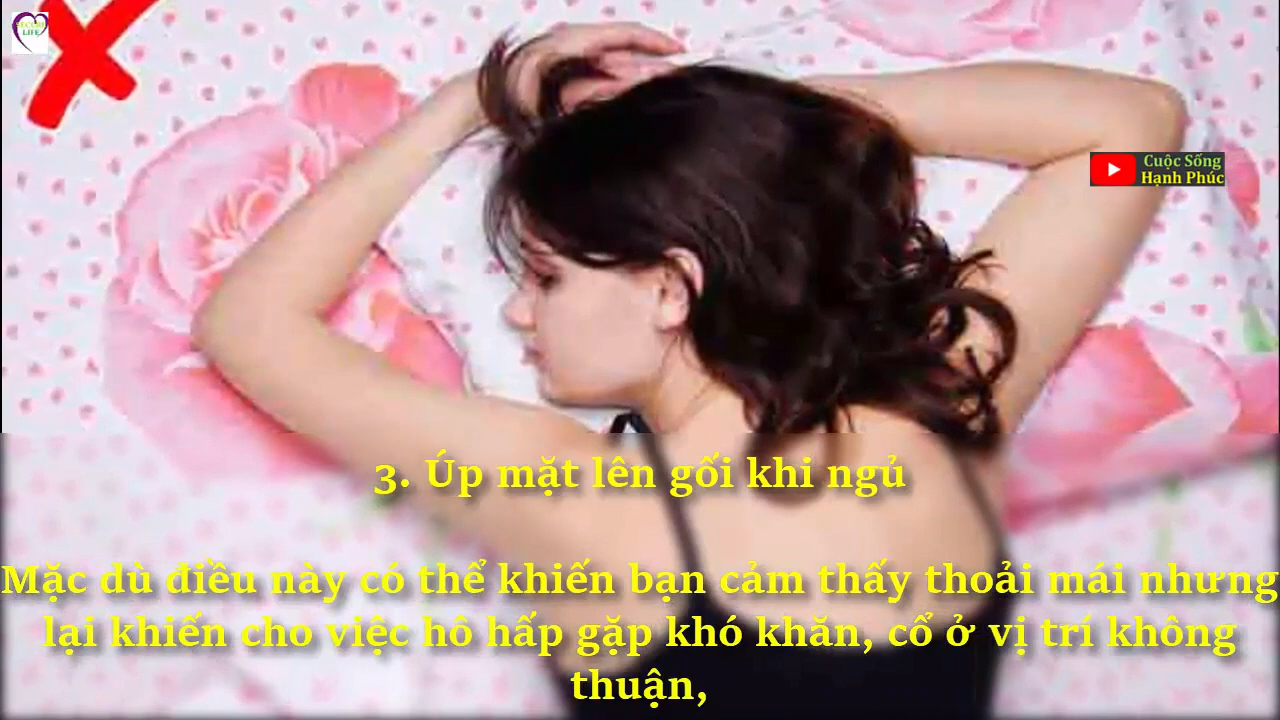 LIFE
Cuộc Sống
Hạnh Phúc
3. Úp mặt lên gối khi ngủ
Mặc dù điều này có thể khiến bạn cảm thấy thoải mái nhưng
lại khiến cho việc hô hấp gặp khó khăn, cổ ở vị trí không
thuận,